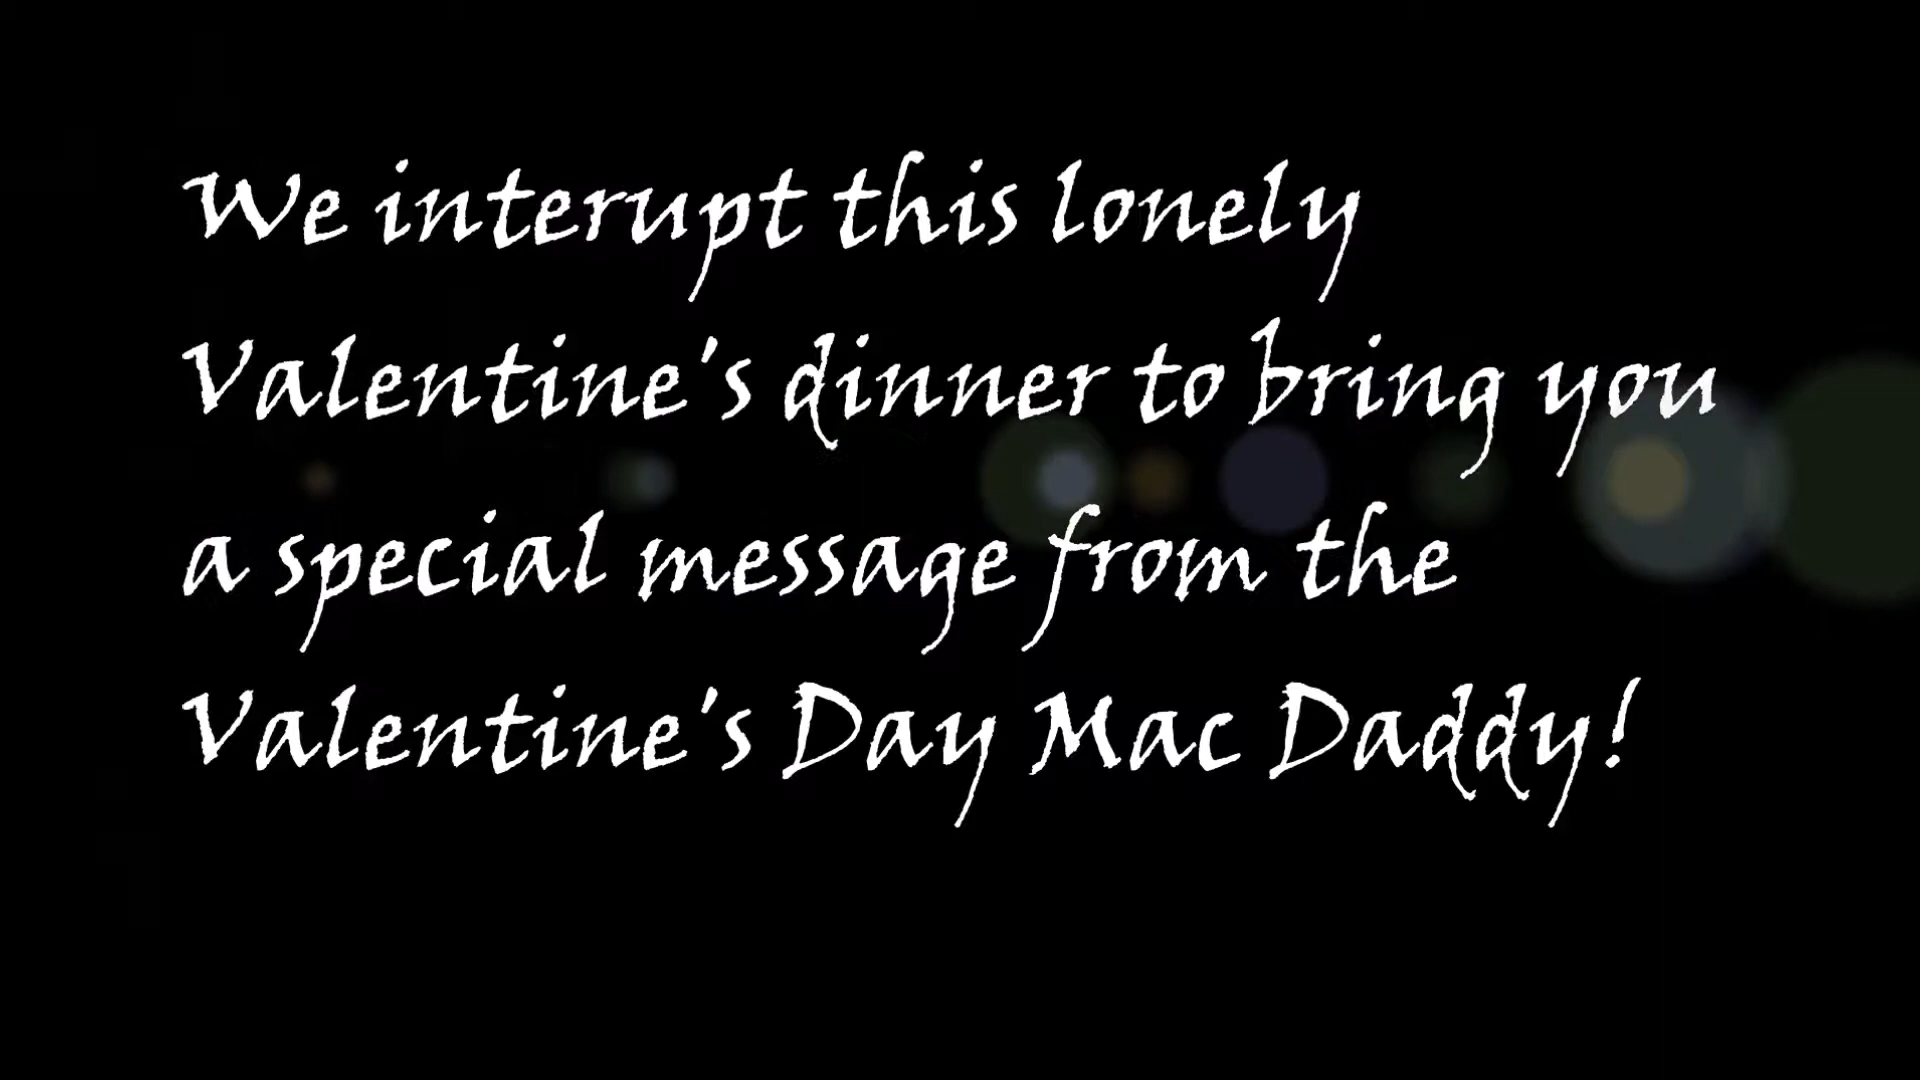 We interupt this lonely
Valentine's dinner to bring you
a special message from the
Valentine's Day Mac Daddy!